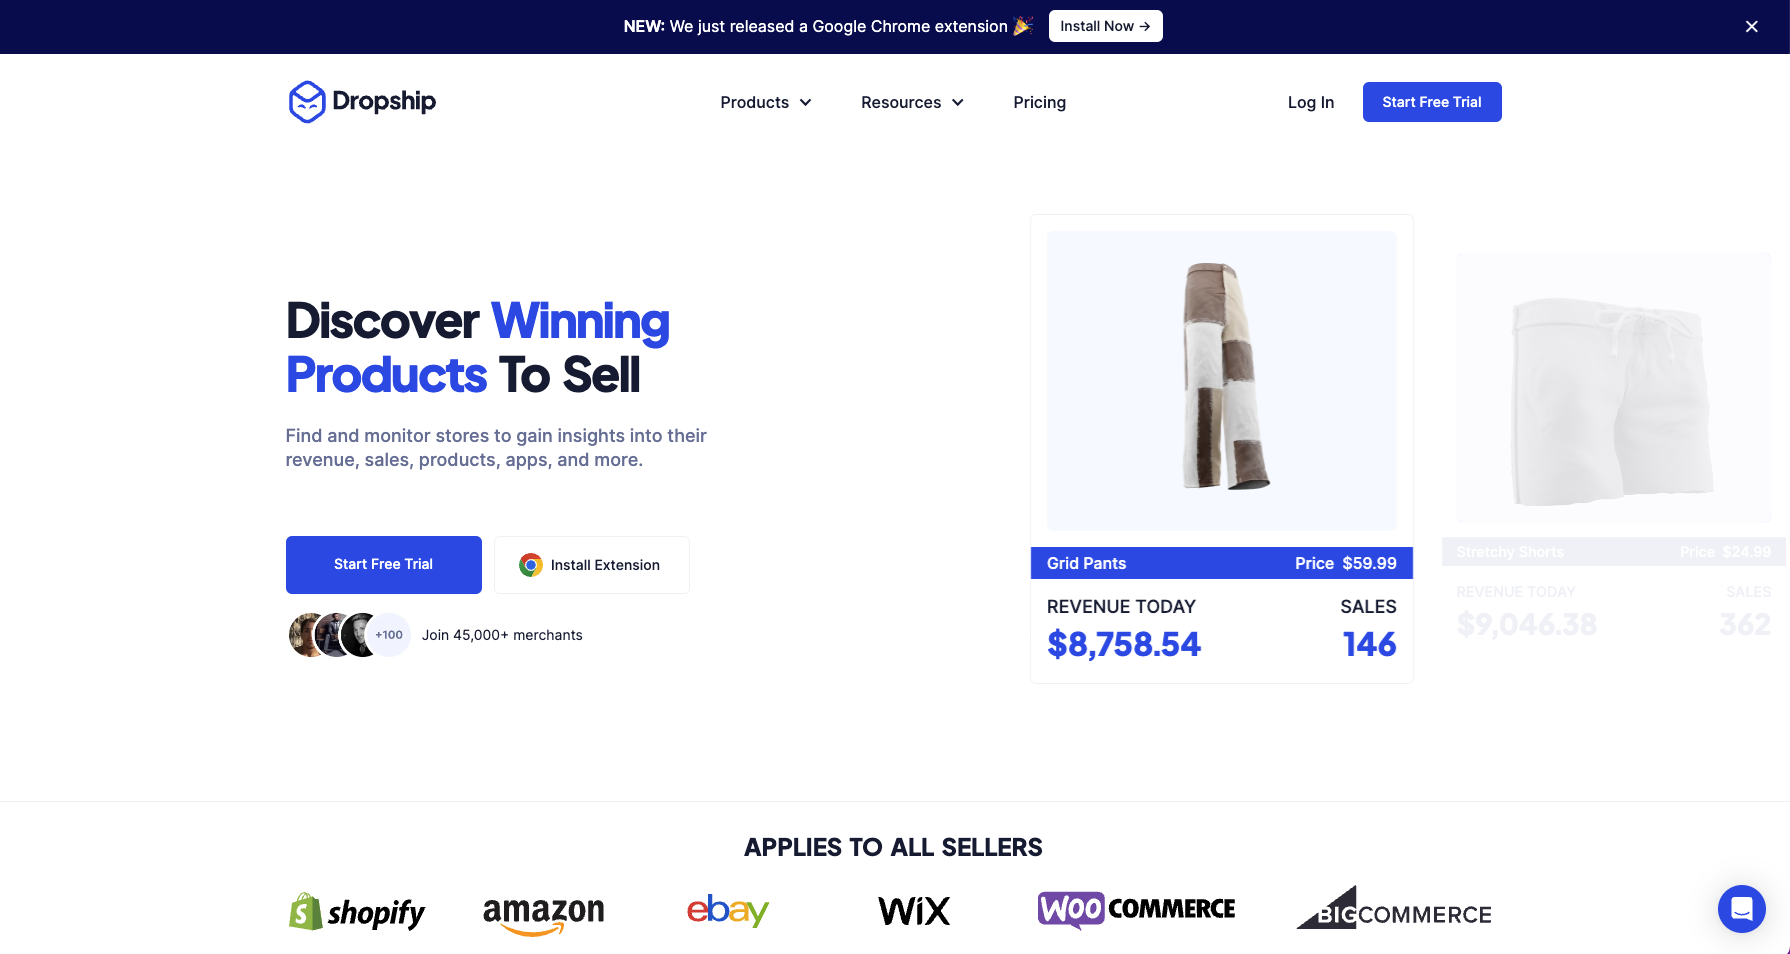 NEW: We just released a Google Chrome extension 🎉 Install Now →
Dropship
Products
Resources
Pricing
Log In
Start Free Trial
Discover Winning
Products To Sell
Find and monitor stores to gain insights into their
revenue, sales, products, apps, and more.
Start Free Trial
Install Extension
+100
Join 45,000+ merchants
Grid Pants Price $59.99
REVENUE TODAY SALES
$8,758.54 146
Stretchy Shorts Price $24.99
REVENUE TODAY SALES
$9,046.38 362
APPLIES TO ALL SELLERS
shopify
amazon
ebay
WiX
WOO COMMERCE
BIGCOMMERCE